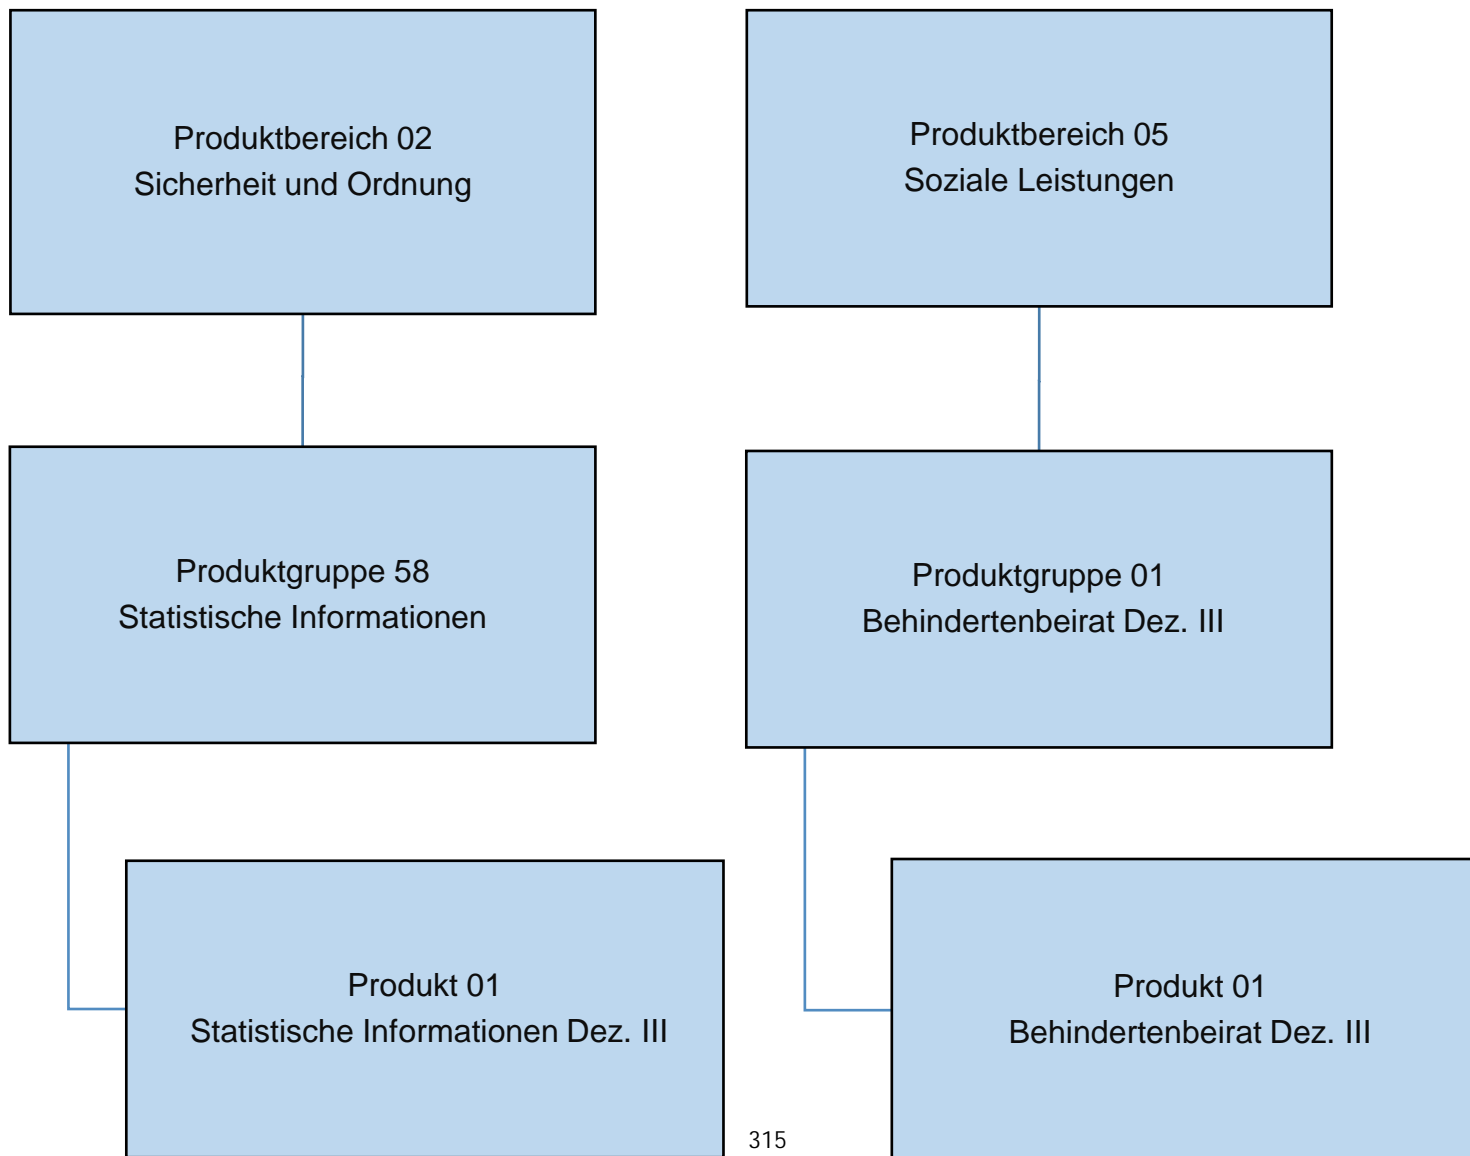 Produktbereich 02
Sicherheit und Ordnung
Produktbereich 05
Soziale Leistungen
Produktgruppe 58
Statistische Informationen
Produktgruppe 01
Behindertenbeirat Dez. III
Produkt 01
Statistische Informationen Dez. III
Produkt 01
Behindertenbeirat Dez. III
315